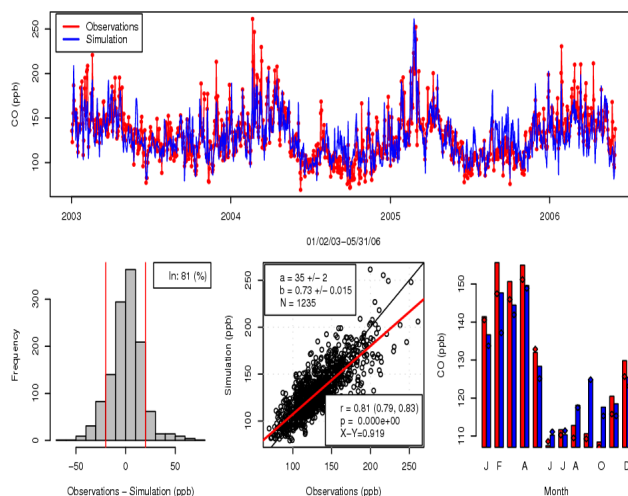 Observations
Simulation
CO (ppb)
250
200
150
100
2003
2004
2005
2006
01/02/03−05/31/06
In: 81 (%)
Frequency
300
200
100
0
−50
0
50
Observations − Simulation (ppb)
a = 35 +/− 2
b = 0.73 +/− 0.015
N = 1235
Simulation (ppb)
250
200
150
100
r = 0.81 (0.79, 0.83)
p = 0.000e+00
X−Y=0.919
100
150
200
250
Observations (ppb)
CO (ppb)
150
140
130
120
110
J F A J J A O D
Month